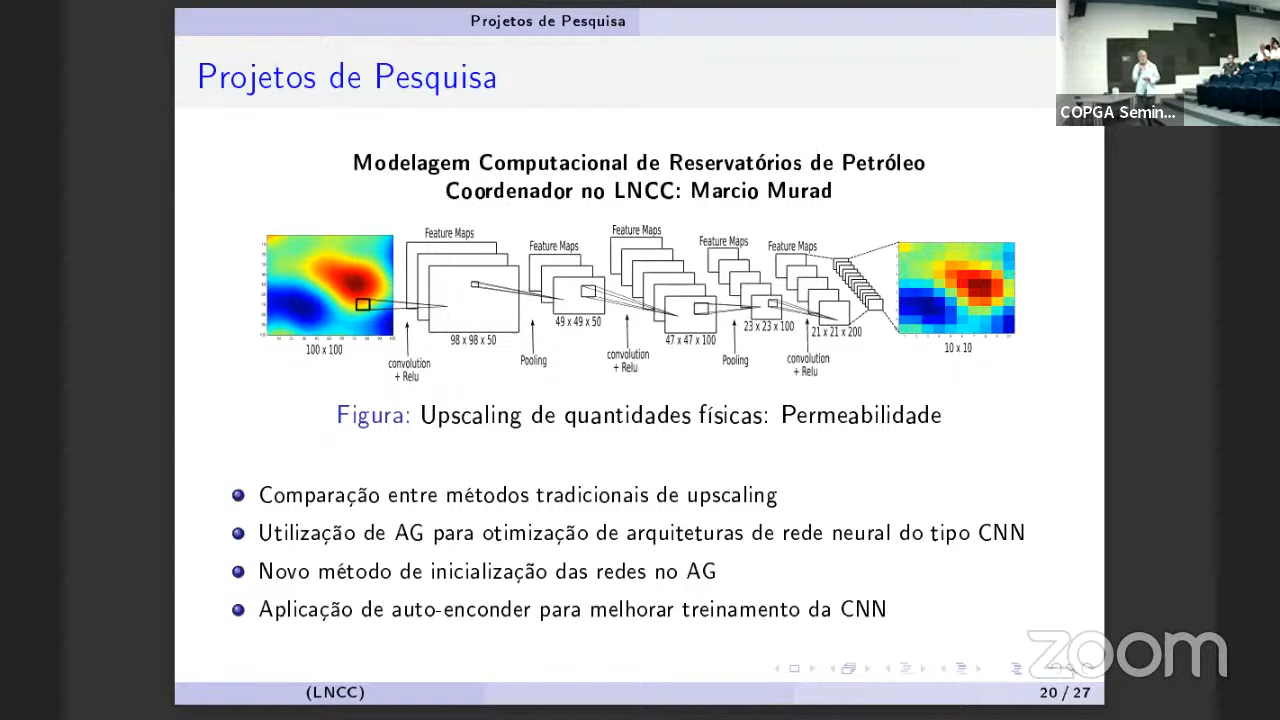 Projetos de Pesquisa
COPGA Semin...
Projetos de Pesquisa
Modelagem Computacional de Reservatórios de Petróleo
Coordenador no LNCC: Marcio Murad
Feature Maps
Feature Maps
Feature Maps
Feature Maps
Feature Maps
100 x 100
convolution
+ Relu
98 x 98 x 50
Pooling
49 x 49 x 50
convolution
+ Relu
47 x 47 x 100
Pooling
23 x 23 x 100
convolution
+ Relu
21 x 21 x 200
10 x 10
Figura: Upscaling de quantidades físicas: Permeabilidade
Comparação entre métodos tradicionais de upscaling
Utilização de AG para otimização de arquiteturas de rede neural do tipo CNN
Novo método de inicialização das redes no AG
Aplicação de auto-enconder para melhorar treinamento da CNN
zoom
(LNCC)
20 / 27